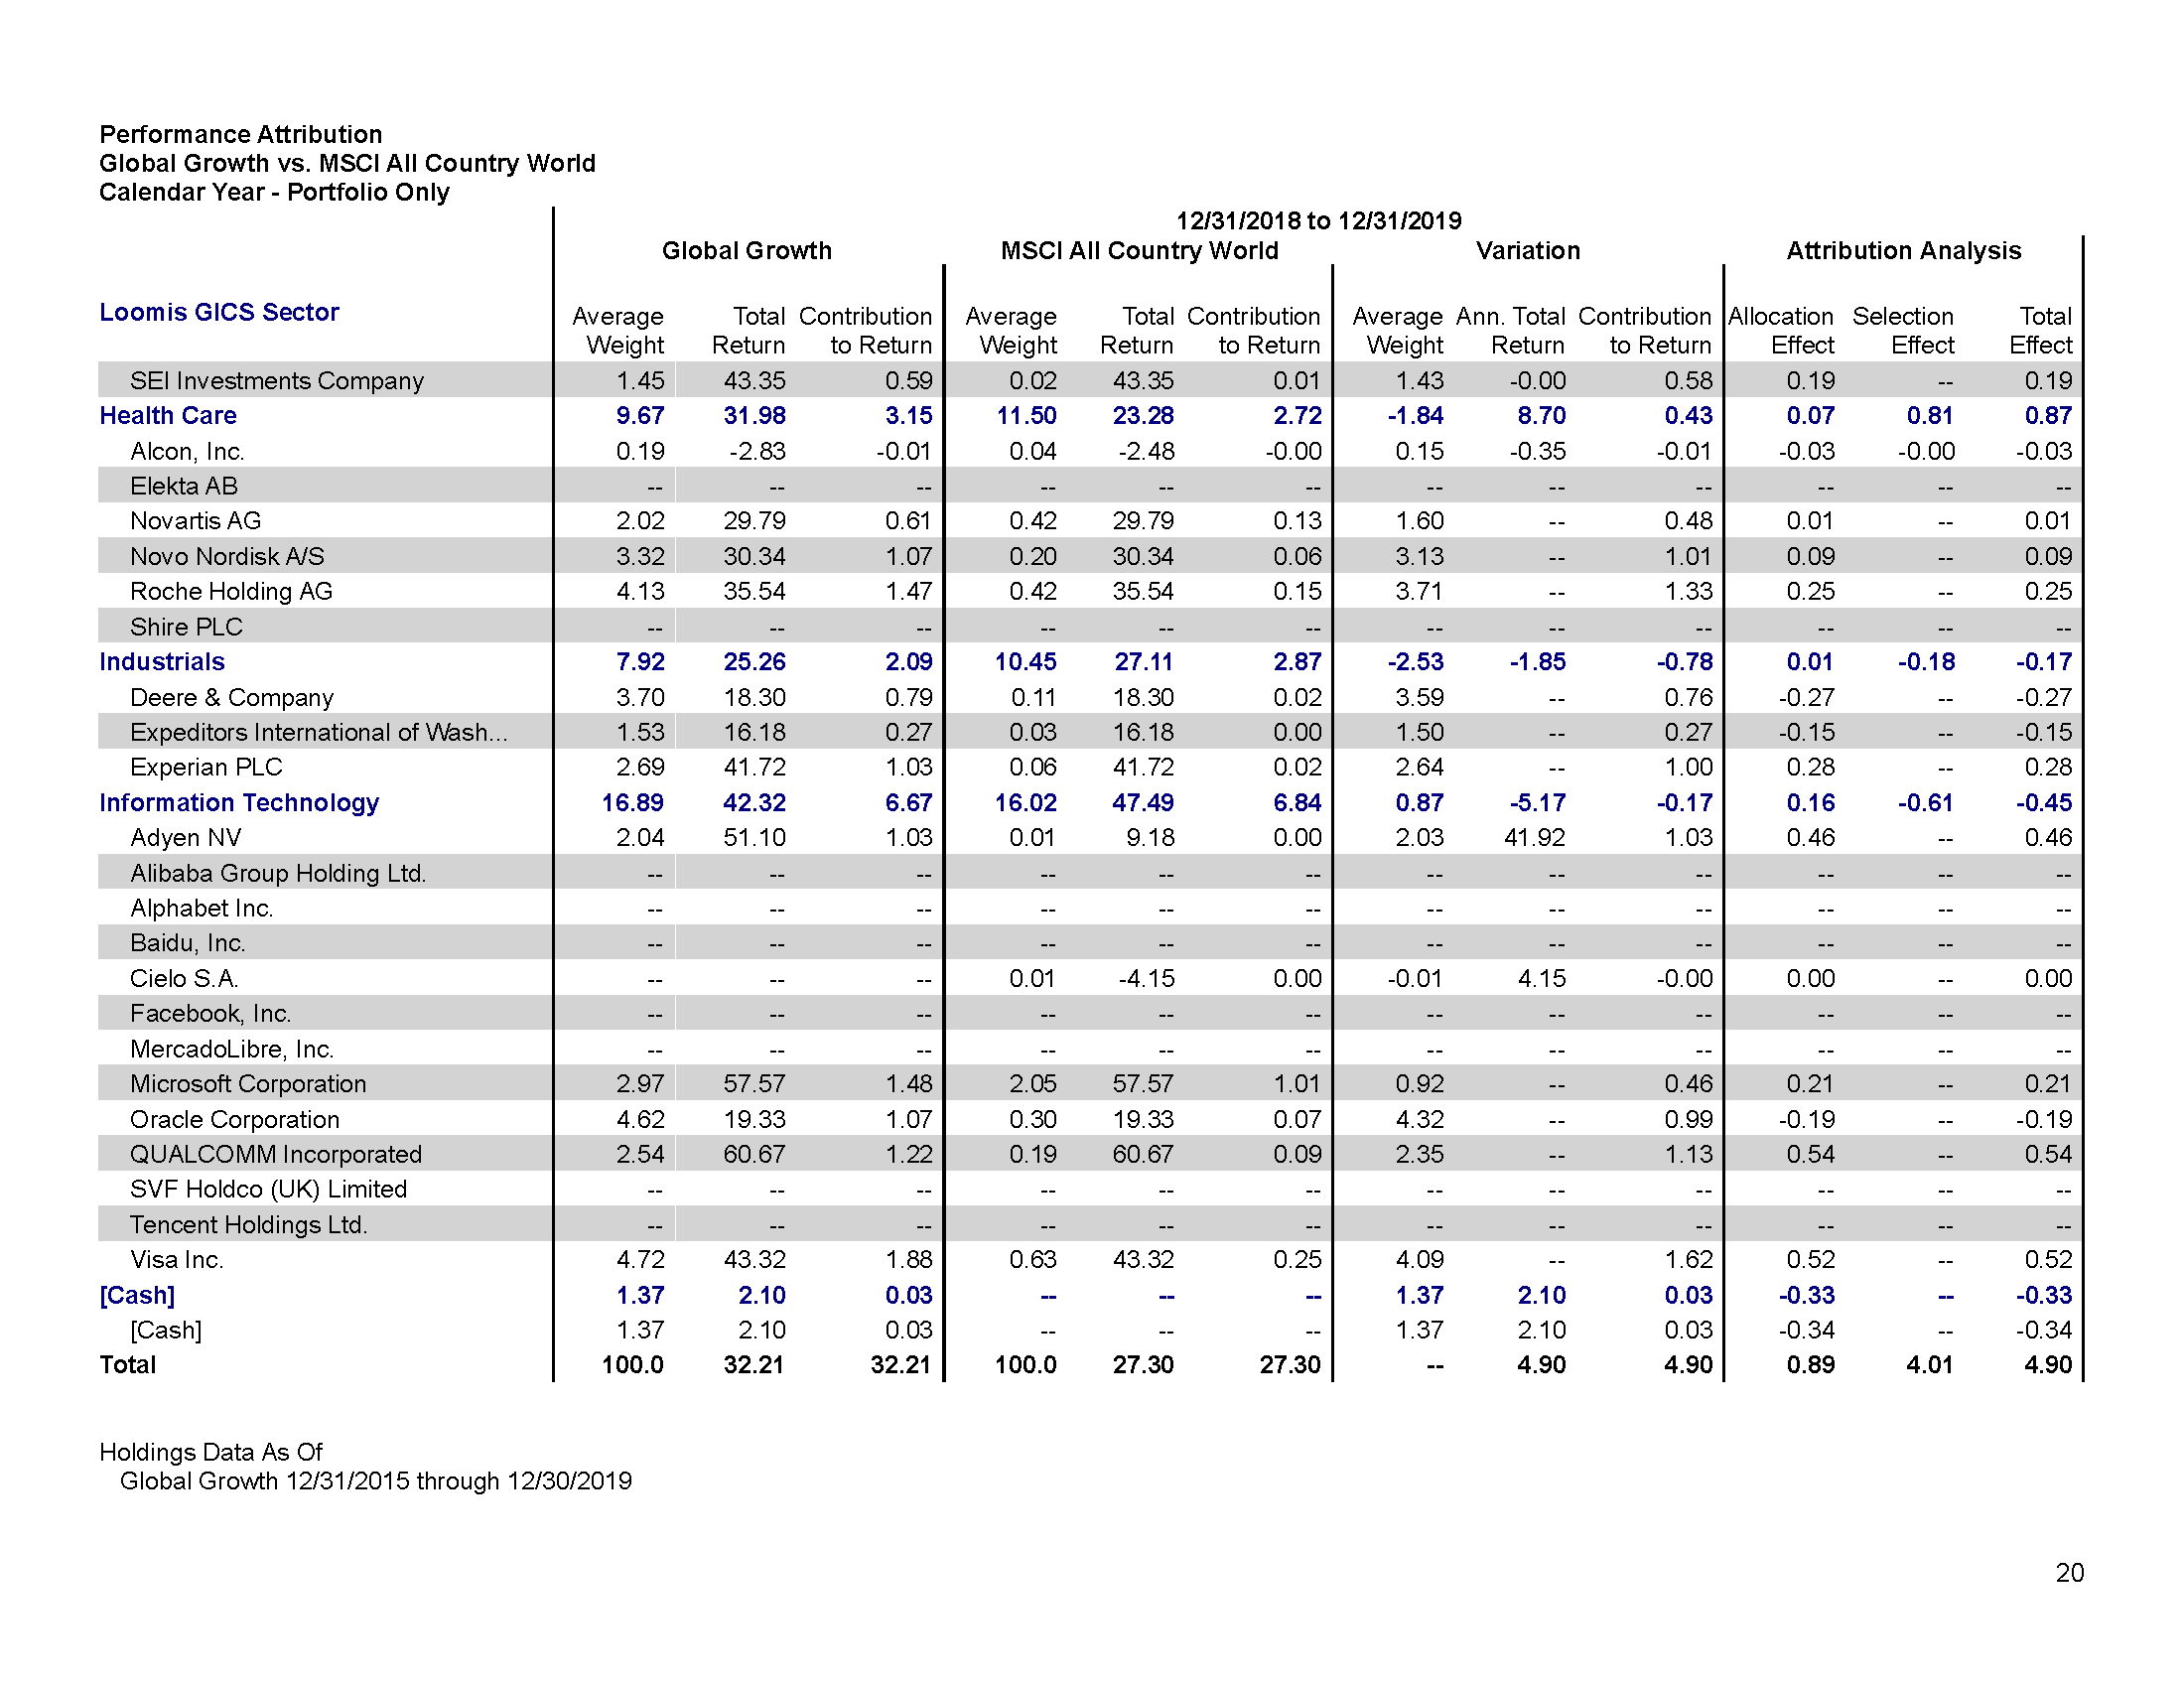 Performance Attribution
Global Growth vs. MSCI All Country World
Calendar Year - Portfolio Only
12/31/2018 to 12/31/2019
Global Growth MSCI All Country World Variation Attribution Analysis
Loomis GICS Sector Average Total Contribution Average Total Contribution Average Ann. Total Contribution Allocation Selection Total
Weight Return to Return Weight Return to Return Weight Return to Return Effect Effect Effect
SEI Investments Company 1.45 43.35 0.59 0.02 43.35 0.01 1.43 -0.00 0.58 0.19 -- 0.19
Health Care 9.67 31.98 3.15 11.50 23.28 2.72 -1.84 8.70 0.43 0.07 0.81 0.87
Alcon, Inc. 0.19 -2.83 -0.01 0.04 -2.48 -0.00 0.15 -0.35 -0.01 -0.03 -0.00 -0.03
Elekta AB -- -- -- -- -- -- -- -- -- -- -- --
Novartis AG 2.02 29.79 0.61 0.42 29.79 0.13 1.60 -- 0.48 0.01 -- 0.01
Novo Nordisk A/S 3.32 30.34 1.07 0.20 30.34 0.06 3.13 -- 1.01 0.09 -- 0.09
Roche Holding AG 4.13 35.54 1.47 0.42 35.54 0.15 3.71 -- 1.33 0.25 -- 0.25
Shire PLC -- -- -- -- -- -- -- -- -- -- -- --
Industrials 7.92 25.26 2.09 10.45 27.11 2.87 -2.53 -1.85 -0.78 0.01 -0.18 -0.17
Deere & Company 3.70 18.30 0.79 0.11 18.30 0.02 3.59 -- 0.76 -0.27 -- -0.27
Expeditors International of Wash... 1.53 16.18 0.27 0.03 16.18 0.00 1.50 -- 0.27 -0.15 -- -0.15
Experian PLC 2.69 41.72 1.03 0.06 41.72 0.02 2.64 -- 1.00 0.28 -- 0.28
Information Technology 16.89 42.32 6.67 16.02 47.49 6.84 0.87 -5.17 -0.17 0.16 -0.61 -0.45
Adyen NV 2.04 51.10 1.03 0.01 9.18 0.00 2.03 41.92 1.03 0.46 -- 0.46
Alibaba Group Holding Ltd. -- -- -- -- -- -- -- -- -- -- -- --
Alphabet Inc. -- -- -- -- -- -- -- -- -- -- -- --
Baidu, Inc. -- -- -- -- -- -- -- -- -- -- -- --
Cielo S.A. -- -- -- 0.01 -4.15 0.00 -0.01 4.15 -0.00 0.00 -- 0.00
Facebook, Inc. -- -- -- -- -- -- -- -- -- -- -- --
MercadoLibre, Inc. -- -- -- -- -- -- -- -- -- -- -- --
Microsoft Corporation 2.97 57.57 1.48 2.05 57.57 1.01 0.92 -- 0.46 0.21 -- 0.21
Oracle Corporation 4.62 19.33 1.07 0.30 19.33 0.07 4.32 -- 0.99 -0.19 -- -0.19
QUALCOMM Incorporated 2.54 60.67 1.22 0.19 60.67 0.09 2.35 -- 1.13 0.54 -- 0.54
SVF Holdco (UK) Limited -- -- -- -- -- -- -- -- -- -- -- --
Tencent Holdings Ltd. -- -- -- -- -- -- -- -- -- -- -- --
Visa Inc. 4.72 43.32 1.88 0.63 43.32 0.25 4.09 -- 1.62 0.52 -- 0.52
[Cash] 1.37 2.10 0.03 -- -- -- 1.37 2.10 0.03 -0.33 -- -0.33
[Cash] 1.37 2.10 0.03 -- -- -- 1.37 2.10 0.03 -0.34 -- -0.34
Total 100.0 32.21 32.21 100.0 27.30 27.30 -- 4.90 4.90 0.89 4.01 4.90
Holdings Data As Of
Global Growth 12/31/2015 through 12/30/2019
20